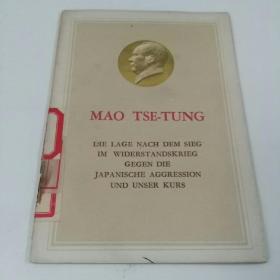 MAO TSE-TUNG
DIE LAGE NACH DEM SIEG
IM WIDERSTANDSKRIEG
GEGEN DIE
JAPANISCHE AGGRESSION
UND UNSER KURS